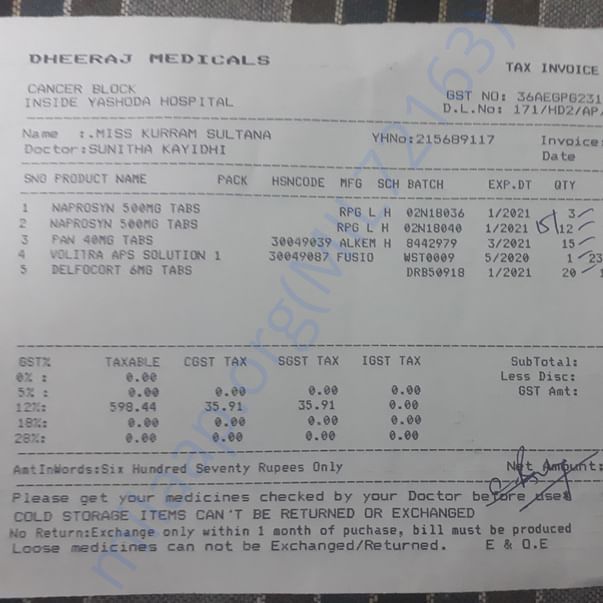 DHEERAJ MEDICALS
TAX INVOICE
CANCER BLOCK
INSIDE YASHODA HOSPITAL
GST NO: 36AEGPG231
D.L.No: 171/HD2/AP/
Name :.MISS KURRAM SULTANA YHNo:215689117 Invoice:
Doctor:SUNITHA KAYIDHI Date
SNO PRODUCT NAME PACK HSNCODE MFG SCH BATCH EXP.DT QTY
1 NAPROSYN 500MG TABS RPG L H 02N18036 1/2021 3
2 NAPROSYN 500MG TABS RPG L H 02N18040 1/2021 15/ 12
3 PAN 40MG TABS 30049039 ALKEM H 8442979 3/2021 15
4 VOLITRA APS SOLUTION 1 30049087 FUSIO WST0009 5/2020 1 23
5 DELFOCORT 6MG TABS DRB50918 1/2021 20 1
GST% TAXABLE CGST TAX SGST TAX IGST TAX SubTotal:
0% : 0.00 Less Disc:
5% : 0.00 0.00 0.00 0.00 GST Amt:
12%: 598.44 35.91 35.91 0.00
18%: 0.00 0.00 0.00 0.00
28%: 0.00 0.00 0.00 0.00
AmtInWords:Six Hundred Seventy Rupees Only Net Amount:
Please get your medicines checked by your Doctor before use
COLD STORAGE ITEMS CAN'T BE RETURNED OR EXCHANGED
No Return:Exchange only within 1 month of puchase, bill must be produced
Loose medicines can not be Exchanged/Returned. E & O.E